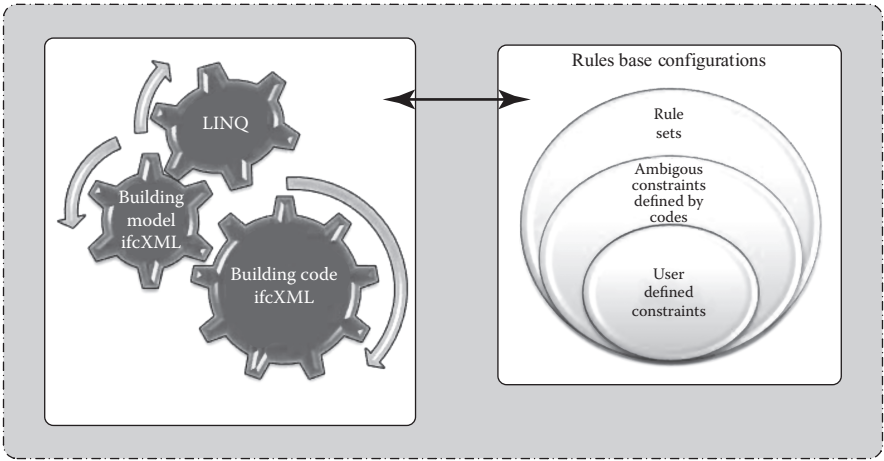 LINQ
Building
model
ifcXML
Building code
ifcXML
Rules base configurations
Rule
sets
Ambigous
constraints
defined by
codes
User
defined
constraints